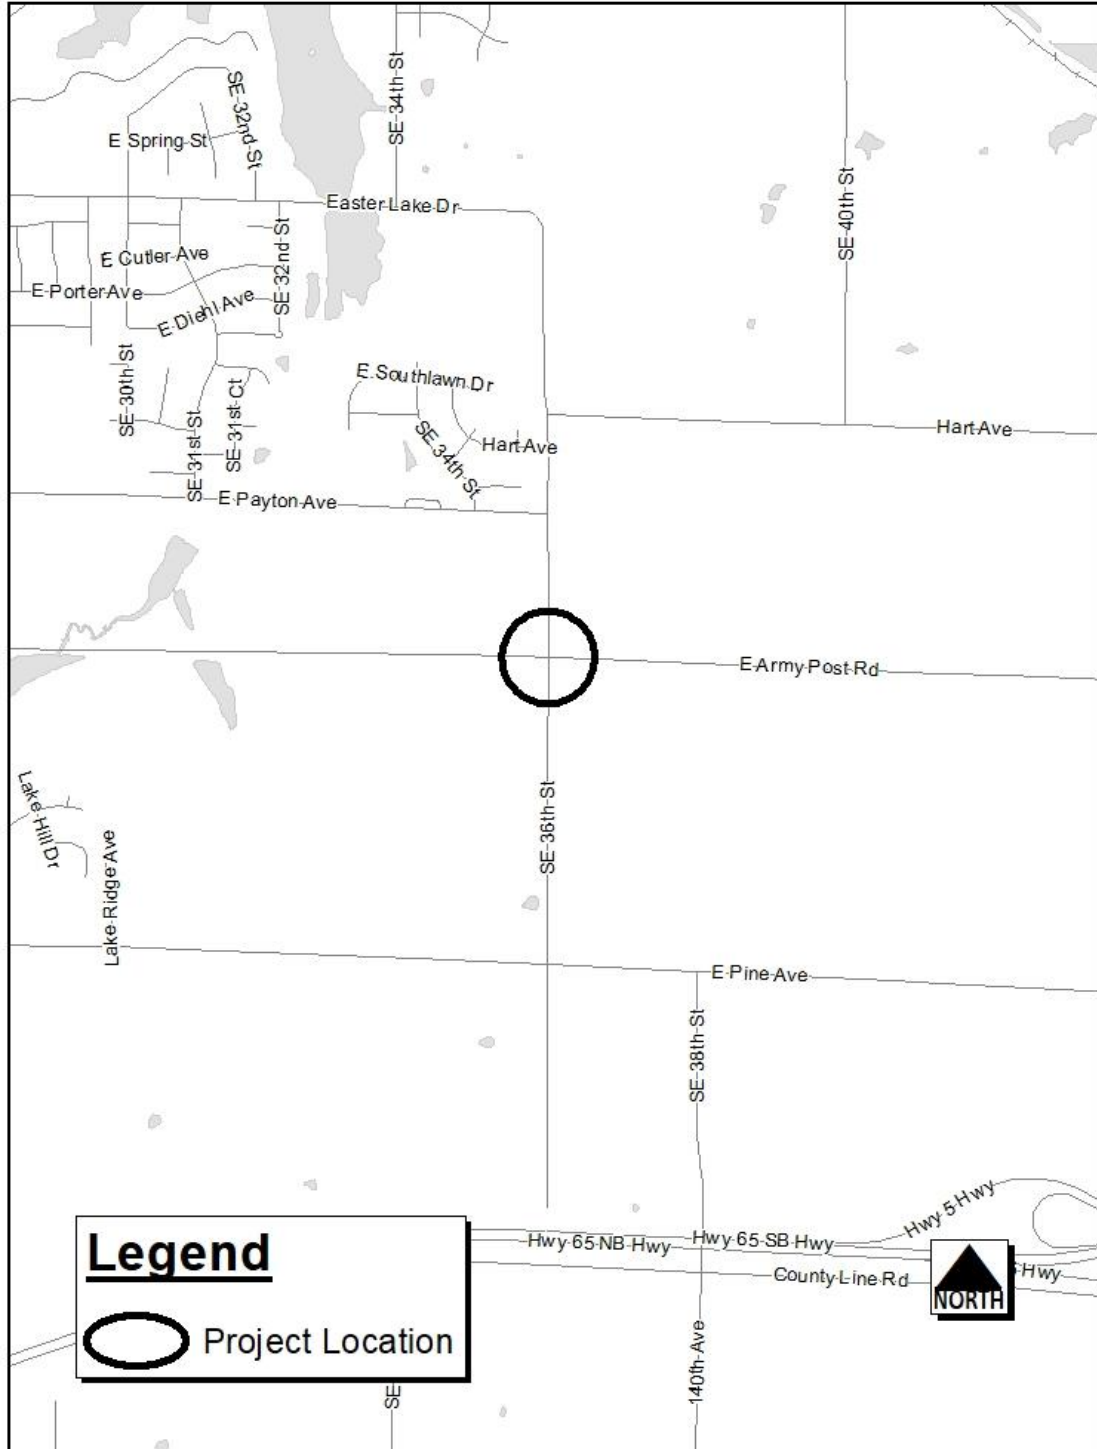 SE 34th St
SE 32nd St
E Spring St
SE 40th St
Easter Lake Dr
SE 32nd St
E Cutler Ave
E Porter Ave
E Diehl Ave
SE 30th St
E Southlawn Dr
SE 31st Ct
SE 31st St
SE 34th St
Hart Ave
Hart Ave
E Payton Ave
E Army Post Rd
Lake Hill Dr
SE 36th St
Lake Ridge Ave
E Pine Ave
SE 38th St
Hwy 5 Hwy
Hwy 65 NB Hwy
Hwy 65 SB Hwy
County Line Rd
5 Hwy
NORTH
Legend
Project Location
140th Ave
SE